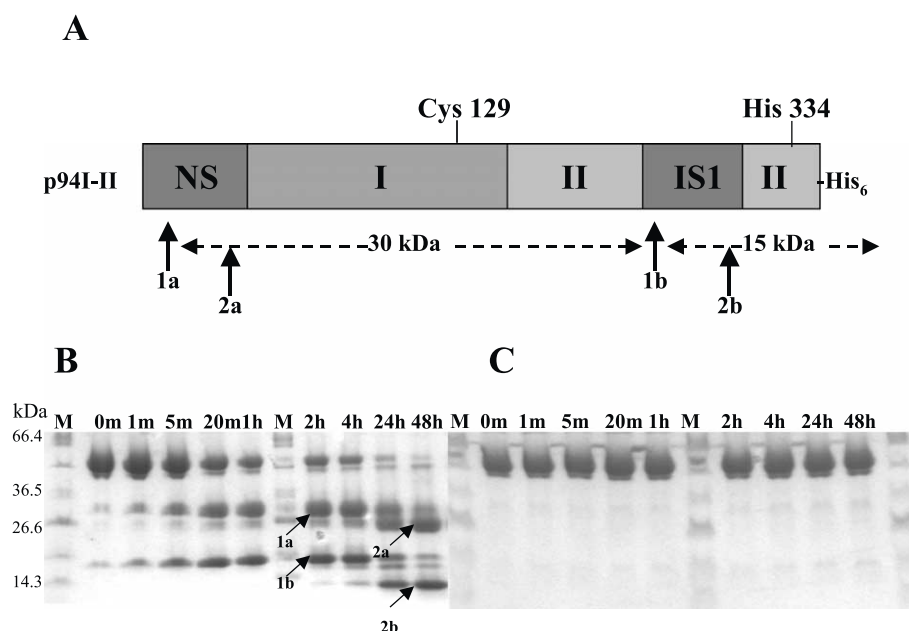 A
Cys 129
His 334
p94I-II
NS I II IS1 II
-His6
30 kDa
15 kDa
1a
2a
1b
2b
B
C
kDa
M 0m 1m 5m 20m 1h M 2h 4h 24h 48h
M 0m 1m 5m 20m 1h M 2h 4h 24h 48h
66.4
36.5
26.6
14.3
1a
2a
1b
2b